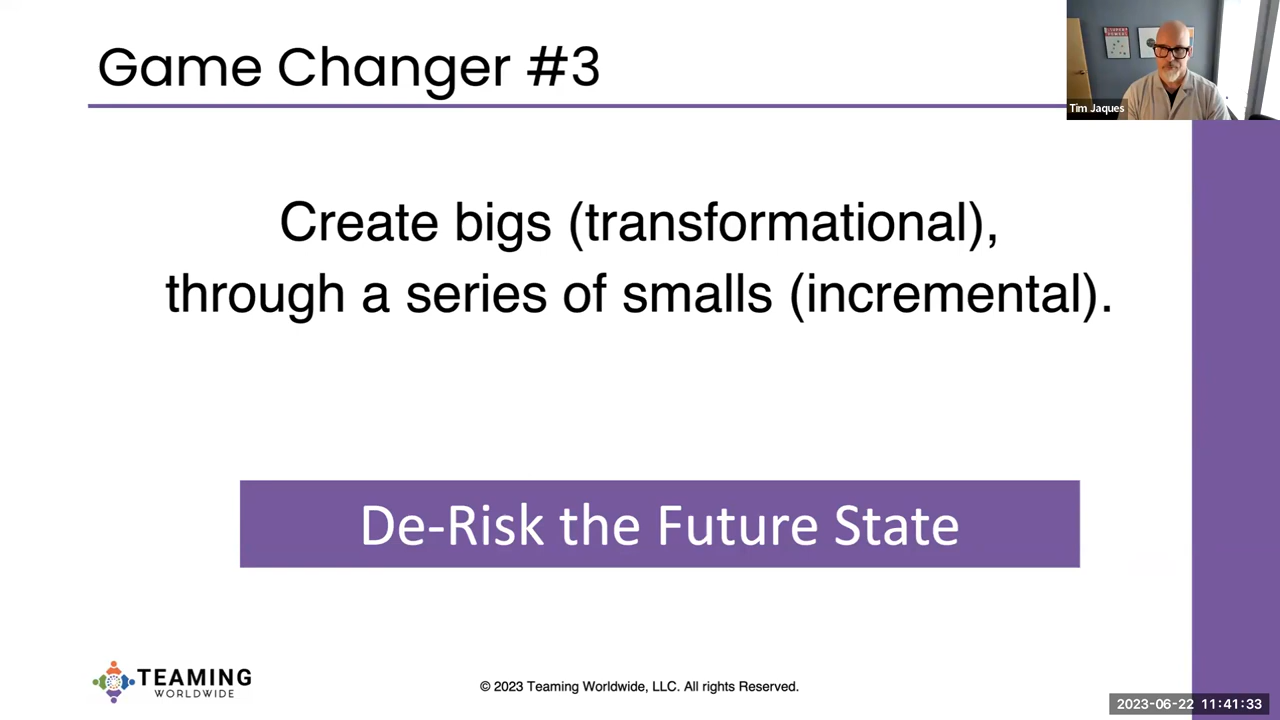 Game Changer #3
Tim Jaques
Create bigs (transformational),
through a series of smalls (incremental).
De-Risk the Future State
TEAMING
WORLDWIDE
© 2023 Teaming Worldwide, LLC. All rights Reserved.
2023-06-22 11:41:33